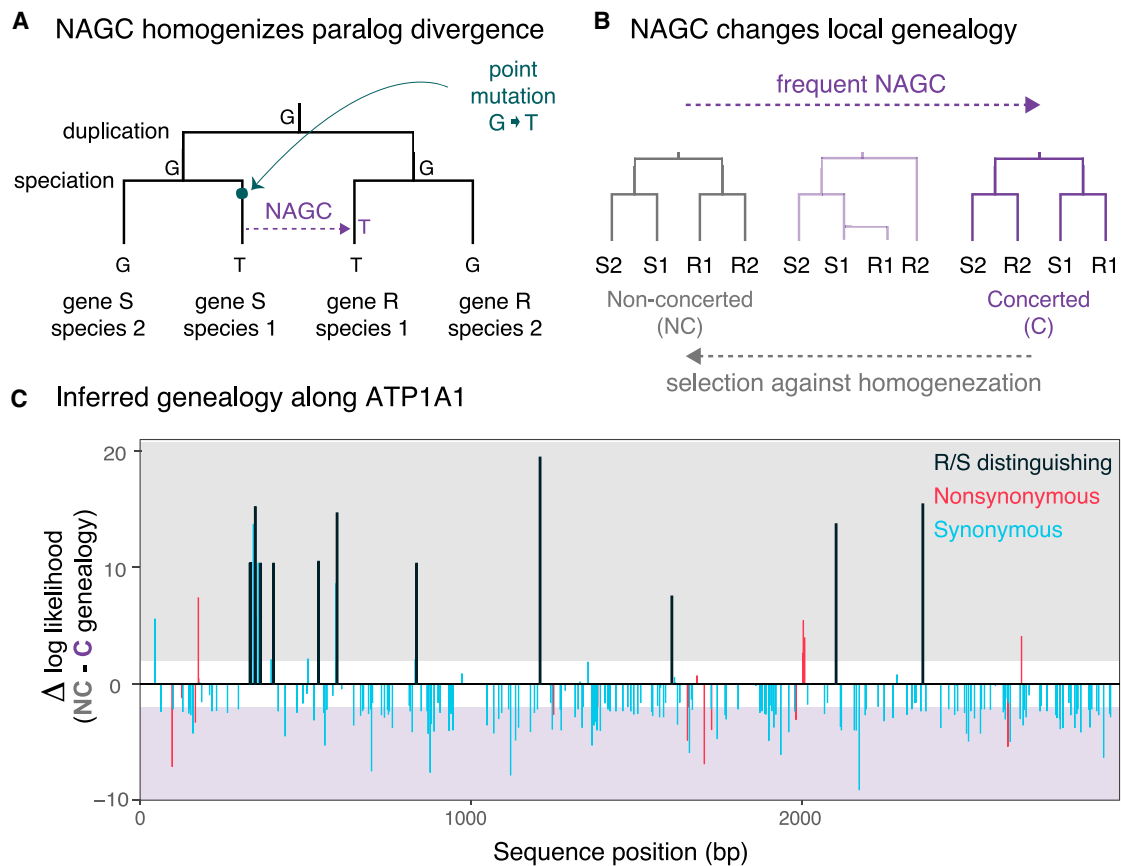 A NAGC homogenizes paralog divergence
point
mutation
G ➡ T
duplication
G
G
G
speciation
NAGC
T
G
T
T
G
gene S
species 2
gene S
species 1
gene R
species 1
gene R
species 2
B NAGC changes local genealogy
frequent NAGC
S2 S1 R1 R2
S2 S1 R1 R2
S2 R2 S1 R1
Non-concerted
(NC)
Concerted
(C)
selection against homogenezation
C Inferred genealogy along ATP1A1
R/S distinguishing
Nonsynonymous
Synonymous
Δ log likelihood
(NC - C genealogy)
20
10
0
−10
0 1000 2000
Sequence position (bp)